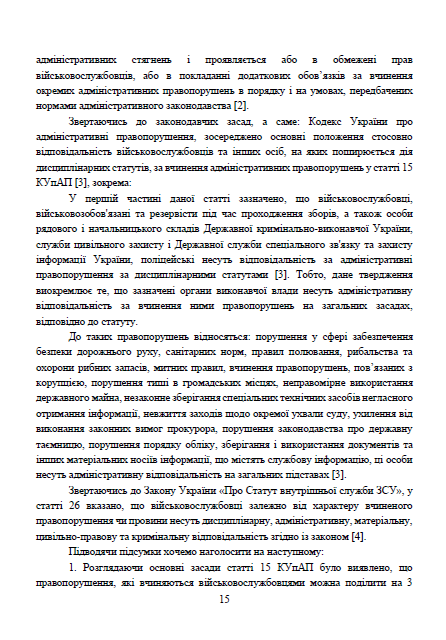 адміністративних стягнень і проявляється або в обмежені прав
військовослужбовців, або в покладанні додаткових обов’язків за вчинення
окремих адміністративних правопорушень в порядку і на умовах, передбачених
нормами адміністративного законодавства [2].
Звертаючись до законодавчих засад, а саме: Кодекс України про
адміністративні правопорушення, зосереджено основні положення стосовно
відповідальність військовослужбовців та інших осіб, на яких поширюється дія
дисциплінарних статутів, за вчинення адміністративних правопорушень у статті 15
КУпАП [3], зокрема:
У першій частині даної статті зазначено, що військовослужбовці,
військовозобов'язані та резервісти під час проходження зборів, а також особи
рядового і начальницького складів Державної кримінально-виконавчої України,
служби цивільного захисту і Державної служби спеціального зв'язку та захисту
інформації України, поліцейські несуть відповідальність за адміністративні
правопорушення за дисциплінарними статутами [3]. Тобто, дане твердження
виокремлює те, що зазначені органи виконавчої влади несуть адміністративну
відповідальність за вчинення ними правопорушень на загальних засадах,
відповідно до статуту.
До таких правопорушень відносяться: порушення у сфері забезпечення
безпеки дорожнього руху, санітарних норм, правил полювання, рибальства та
охорони рибних запасів, митних правил, вчинення правопорушень, пов’язаних з
корупцією, порушення тиші в громадських місцях, неправомірне використання
державного майна, незаконне зберігання спеціальних технічних засобів негласного
отримання інформації, невжиття заходів щодо окремої ухвали суду, ухилення від
виконання законних вимог прокурора, порушення законодавства про державну
таємницю, порушення порядку обліку, зберігання і використання документів та
інших матеріальних носіїв інформації, що містять службову інформацію, ці особи
несуть адміністративну відповідальність на загальних підставах [3].
Звертаючись до Закону України «Про Статут внутрішньої служби ЗСУ», у
статті 26 вказано, що військовослужбовці залежно від характеру вчиненого
правопорушення чи провини несуть дисциплінарну, адміністративну, матеріальну,
цивільно-правову та кримінальну відповідальність згідно із законом [4].
Підводячи підсумки хочемо наголосити на наступному:
1. Розглядаючи основні засади статті 15 КУпАП було виявлено, що
правопорушення, які вчиняються військовослужбовцями можна поділити на 3
15